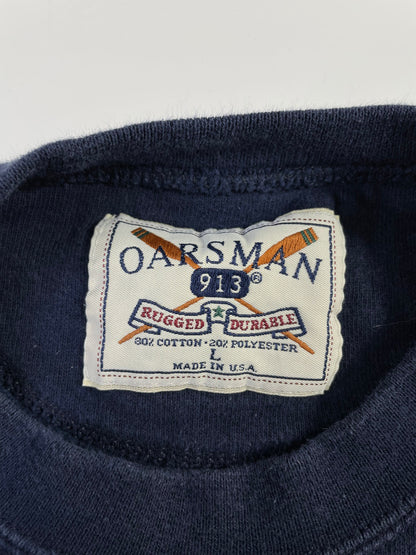 OARSMAN
913®
RUGGED ★ DURABLE
80% COTTON · 20% POLYESTER
L
MADE IN U.S.A.